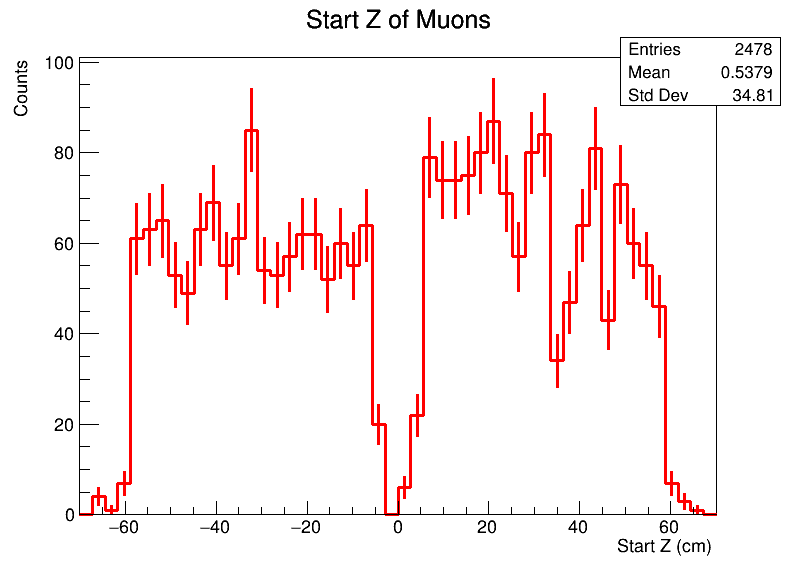 Start Z of Muons
Entries 2478
Mean 0.5379
Std Dev 34.81
Counts
100
80
60
40
20
0
−60 −40 −20 0 20 40 60
Start Z (cm)